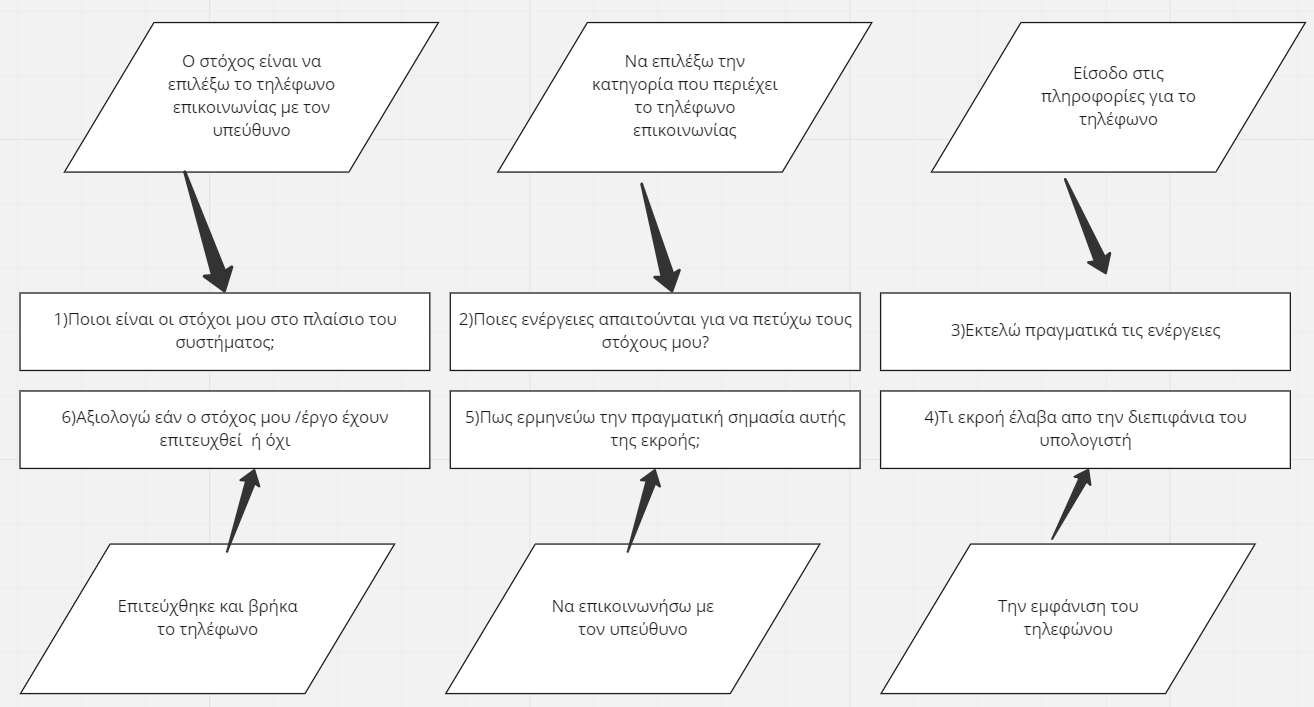 Ο στόχος είναι να
επιλέξω το τηλέφωνο
επικοινωνίας με τον
υπεύθυνο
Να επιλέξω την
κατηγορία που περιέχει
το τηλέφωνο
επικοινωνίας
Είσοδο στις
πληροφορίες για το
τηλέφωνο
1)Ποιοι είναι οι στόχοι μου στο πλαίσιο του
συστήματος;
2)Ποιες ενέργειες απαιτούνται για να πετύχω τους
στόχους μου?
3)Εκτελώ πραγματικά τις ενέργειες
6)Αξιολογώ εάν ο στόχος μου /έργο έχουν
επιτευχθεί  ή όχι
5)Πως ερμηνεύω την πραγματική σημασία αυτής
της εκροής;
4)Τι εκροή έλαβα απο την διεπιφάνια του
υπολογιστή
Επιτεύχθηκε και βρήκα
το τηλέφωνο
Να επικοινωνήσω με
τον υπεύθυνο
Την εμφάνιση του
τηλεφώνου